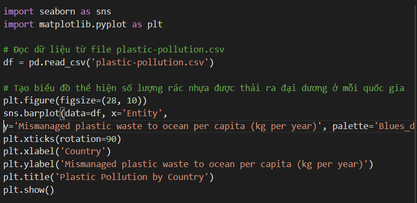 import seaborn as sns
import matplotlib.pyplot as plt
# Đọc dữ liệu từ file plastic-pollution.csv
df = pd.read_csv('plastic-pollution.csv')
# Tạo biểu đồ thể hiện số lượng rác nhựa được thải ra đại dương ở mỗi quốc gia
plt.figure(figsize=(28, 10))
sns.barplot(data=df, x='Entity',
y='Mismanaged plastic waste to ocean per capita (kg per year)', palette='Blues_d
plt.xticks(rotation=90)
plt.xlabel('Country')
plt.ylabel('Mismanaged plastic waste to ocean per capita (kg per year)')
plt.title('Plastic Pollution by Country')
plt.show()